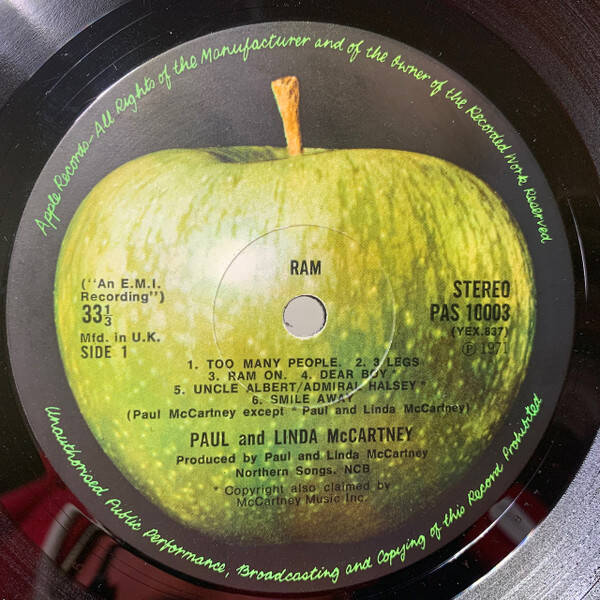 Apple Records-All Rights of the Manufacturer and of the Owner of the Recorded Work Reserved
RAM
("An E.M.I.
Recording")
33⅓
Mfd. in U.K.
SIDE 1
STEREO
PAS 10003
(YEX.837)
Ⓟ 1971
1. TOO MANY PEOPLE. 2. 3 LEGS
3. RAM ON. 4. DEAR BOY*
5. UNCLE ALBERT/ADMIRAL HALSEY*
6. SMILE AWAY
(Paul McCartney except * Paul and Linda McCartney)
PAUL and LINDA McCARTNEY
Produced by Paul and Linda McCartney
Northern Songs. NCB
* Copyright also claimed by
McCartney Music Inc.
Unauthorised Public Performance, Broadcasting and Copying of this Record Prohibited